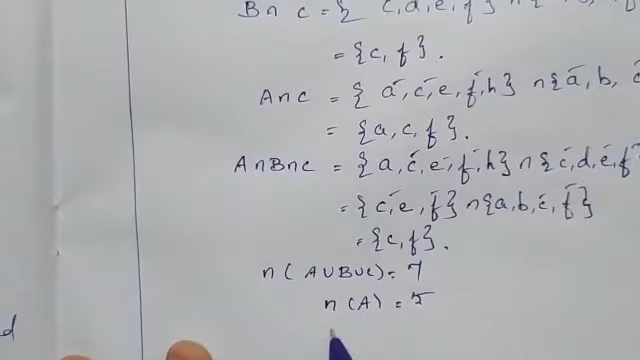 B∩C = { c, d, e, f } ∩ {
= {c, f}.
A∩C = { a, c, e, f, h} ∩ {a, b, c
= {a, c, f}.
A∩B∩C = {a, c, e, f, h} ∩ {c, d, e, f
= {c, e, f} ∩ {a, b, c, f}
= {c, f}.
n( A∪B∪C) = 7
n (A) = 5
d